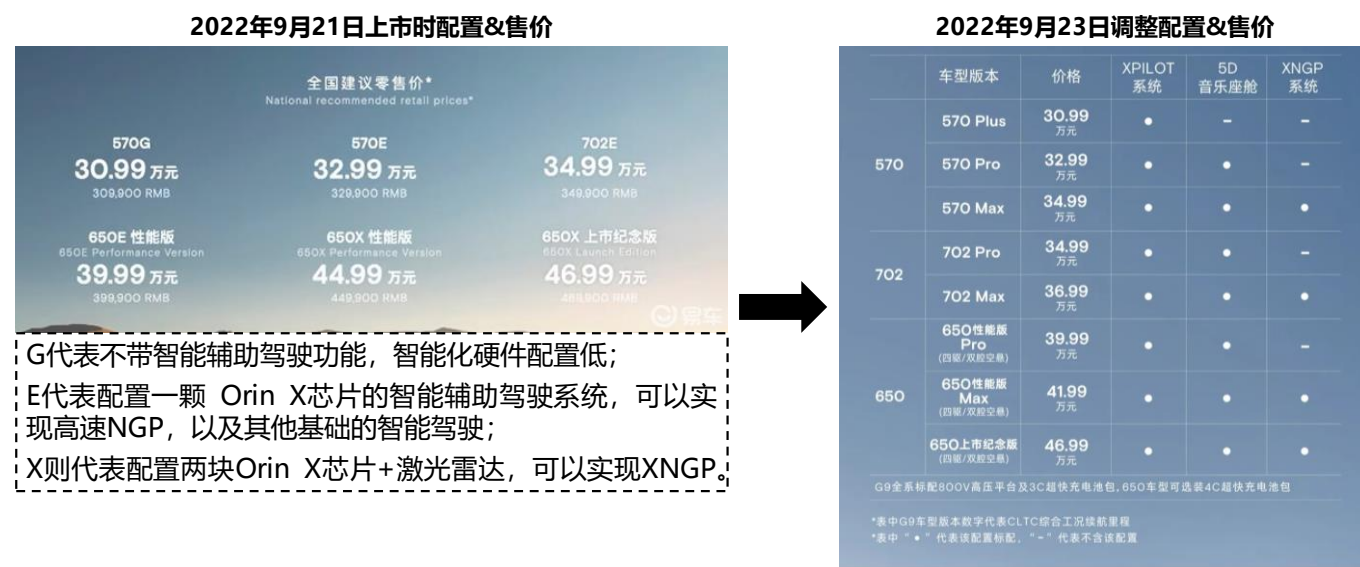 2022年9月21日上市时配置&售价
全国建议零售价*
National recommended retail prices*
570G
30.99 万元
309,900 RMB
570E
32.99 万元
329,900 RMB
702E
34.99 万元
349,900 RMB
650E 性能版
650E Performance Version
39.99 万元
399,900 RMB
650X 性能版
650X Performance Version
44.99 万元
449,900 RMB
650X 上市纪念版
650X Launch Edition
46.99 万元
469,900 RMB
易车
G代表不带智能辅助驾驶功能，智能化硬件配置低；
E代表配置一颗 Orin X芯片的智能辅助驾驶系统，可以实
现高速NGP，以及其他基础的智能驾驶；
X则代表配置两块Orin X芯片+激光雷达，可以实现XNGP。
2022年9月23日调整配置&售价
车型版本 价格 XPILOT 系统 5D 音乐座舱 XNGP 系统
570
570 Plus 30.99 万元 ● – –
570 Pro 32.99 万元 ● ● –
570 Max 34.99 万元 ● ● ●
702
702 Pro 34.99 万元 ● ● –
702 Max 36.99 万元 ● ● ●
650
650性能版 Pro (四驱/双腔空悬) 39.99 万元 ● ● –
650性能版 Max (四驱/双腔空悬) 41.99 万元 ● ● ●
650上市纪念版 (四驱/双腔空悬) 46.99 万元 ● ● ●
G9全系标配800V高压平台及3C超快充电池包,650车型可选装4C超快充电池包
*表中G9车型版本数字代表CLTC综合工况续航里程
*表中“●”代表该配置标配，“–”代表不含该配置